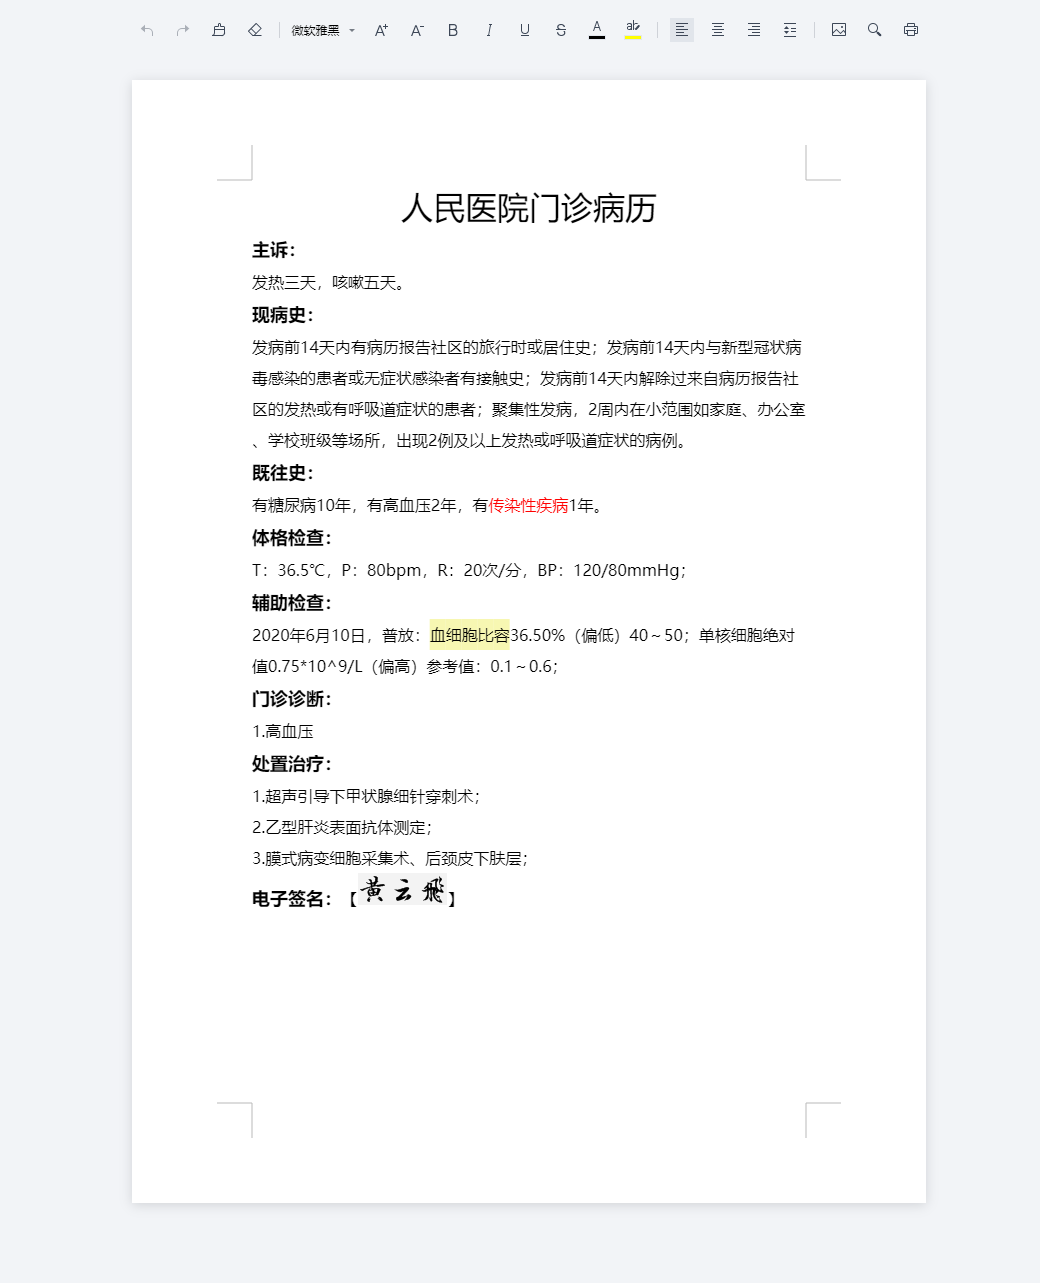 微软雅黑
人民医院门诊病历
主诉：
发热三天，咳嗽五天。
现病史：
发病前14天内有病历报告社区的旅行时或居住史；发病前14天内与新型冠状病
毒感染的患者或无症状感染者有接触史；发病前14天内解除过来自病历报告社
区的发热或有呼吸道症状的患者；聚集性发病，2周内在小范围如家庭、办公室
、学校班级等场所，出现2例及以上发热或呼吸道症状的病例。
既往史：
有糖尿病10年，有高血压2年，有传染性疾病1年。
体格检查：
T：36.5℃，P：80bpm，R：20次/分，BP：120/80mmHg；
辅助检查：
2020年6月10日，普放：血细胞比容36.50%（偏低）40～50；单核细胞绝对
值0.75*10^9/L（偏高）参考值：0.1～0.6；
门诊诊断：
1.高血压
处置治疗：
1.超声引导下甲状腺细针穿刺术；
2.乙型肝炎表面抗体测定；
3.膜式病变细胞采集术、后颈皮下肤层；
电子签名：【黄云飛】